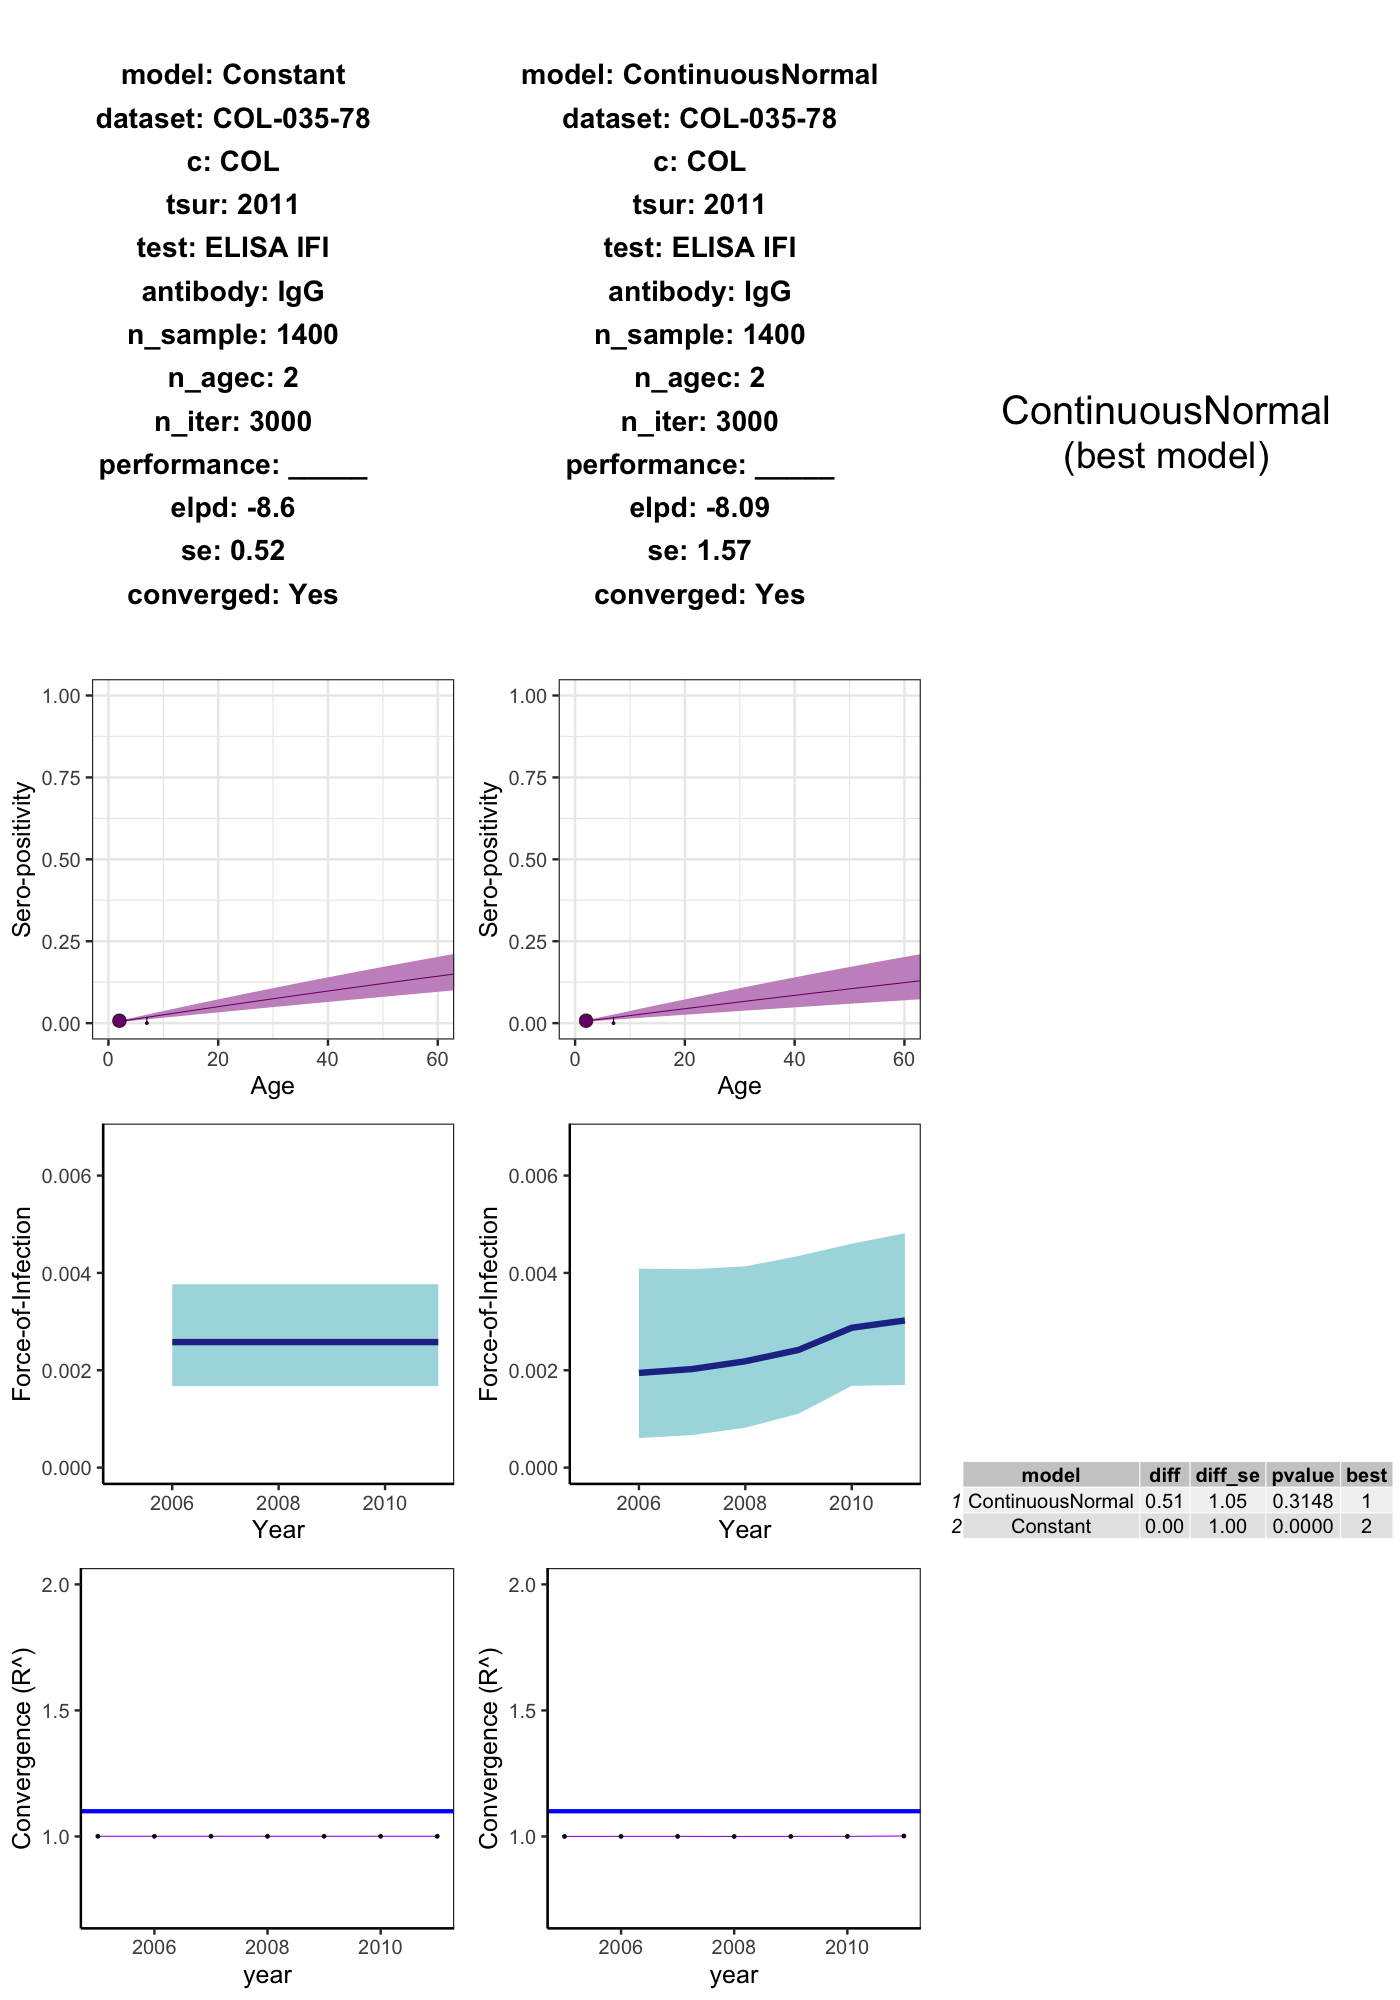 model: Constant
dataset: COL-035-78
c: COL
tsur: 2011
test: ELISA IFI
antibody: IgG
n_sample: 1400
n_agec: 2
n_iter: 3000
performance: _____
elpd: -8.6
se: 0.52
converged: Yes
model: ContinuousNormal
dataset: COL-035-78
c: COL
tsur: 2011
test: ELISA IFI
antibody: IgG
n_sample: 1400
n_agec: 2
n_iter: 3000
performance: _____
elpd: -8.09
se: 1.57
converged: Yes
ContinuousNormal
(best model)
Sero-positivity
1.00
0.75
0.50
0.25
0.00
0 20 40 60
Age
Sero-positivity
1.00
0.75
0.50
0.25
0.00
0 20 40 60
Age
Force-of-Infection
0.006
0.004
0.002
0.000
2006 2008 2010
Year
Force-of-Infection
0.006
0.004
0.002
0.000
2006 2008 2010
Year
model diff diff_se pvalue best
1 ContinuousNormal 0.51 1.05 0.3148 1
2 Constant 0.00 1.00 0.0000 2
Convergence (R^)
2.0
1.5
1.0
2006 2008 2010
year
Convergence (R^)
2.0
1.5
1.0
2006 2008 2010
year